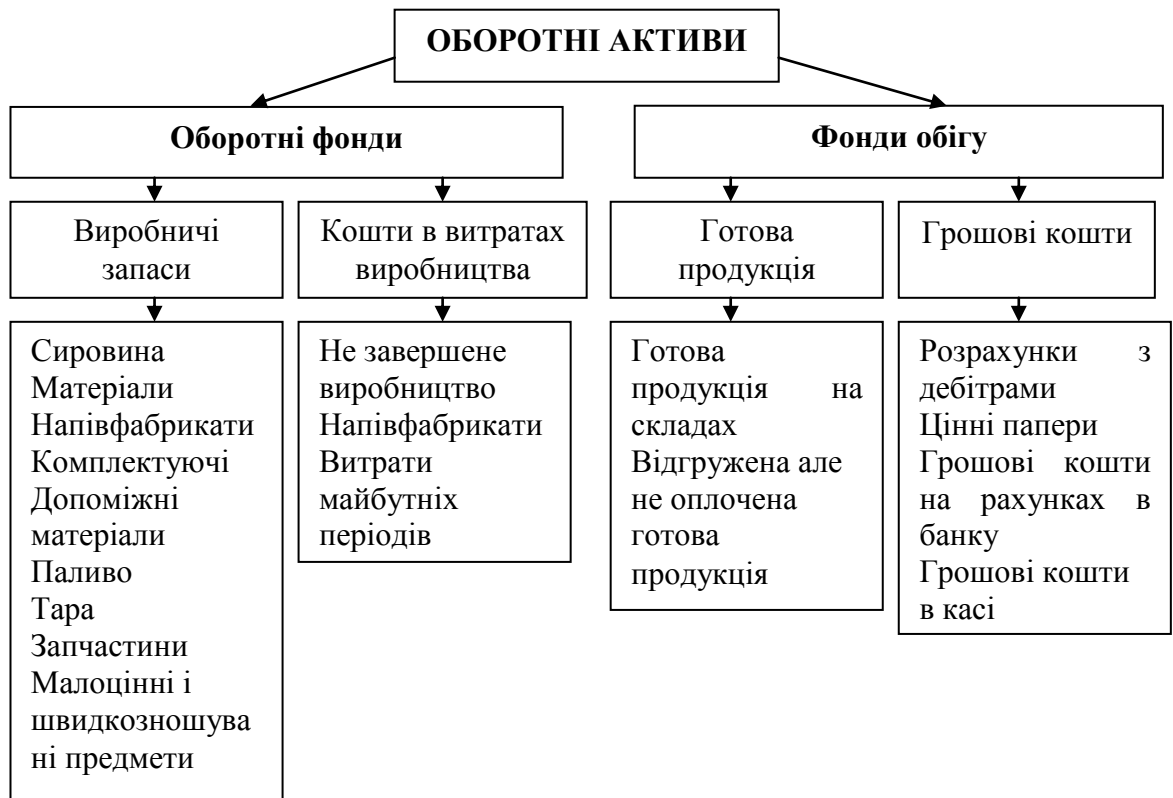 ОБОРОТНІ АКТИВИ
Оборотні фонди
Фонди обігу
Виробничі
запаси
Кошти в витратах
виробництва
Готова
продукція
Грошові кошти
Сировина
Матеріали
Напівфабрикати
Комплектуючі
Допоміжні
матеріали
Паливо
Тара
Запчастини
Малоцінні і
швидкозношува
ні предмети
Не завершене
виробництво
Напівфабрикати
Витрати
майбутніх
періодів
Готова
продукція на
складах
Відгружена але
не оплочена
готова
продукція
Розрахунки з
дебітрами
Цінні папери
Грошові кошти
на рахунках в
банку
Грошові кошти
в касі